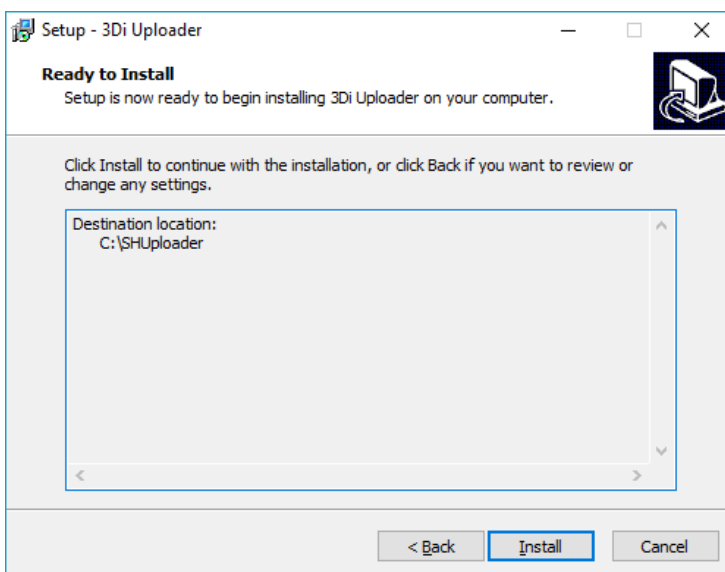 Setup - 3Di Uploader
Ready to Install
Setup is now ready to begin installing 3Di Uploader on your computer.
Click Install to continue with the installation, or click Back if you want to review or
change any settings.
Destination location:
C:\SHUploader
< Back
Install
Cancel